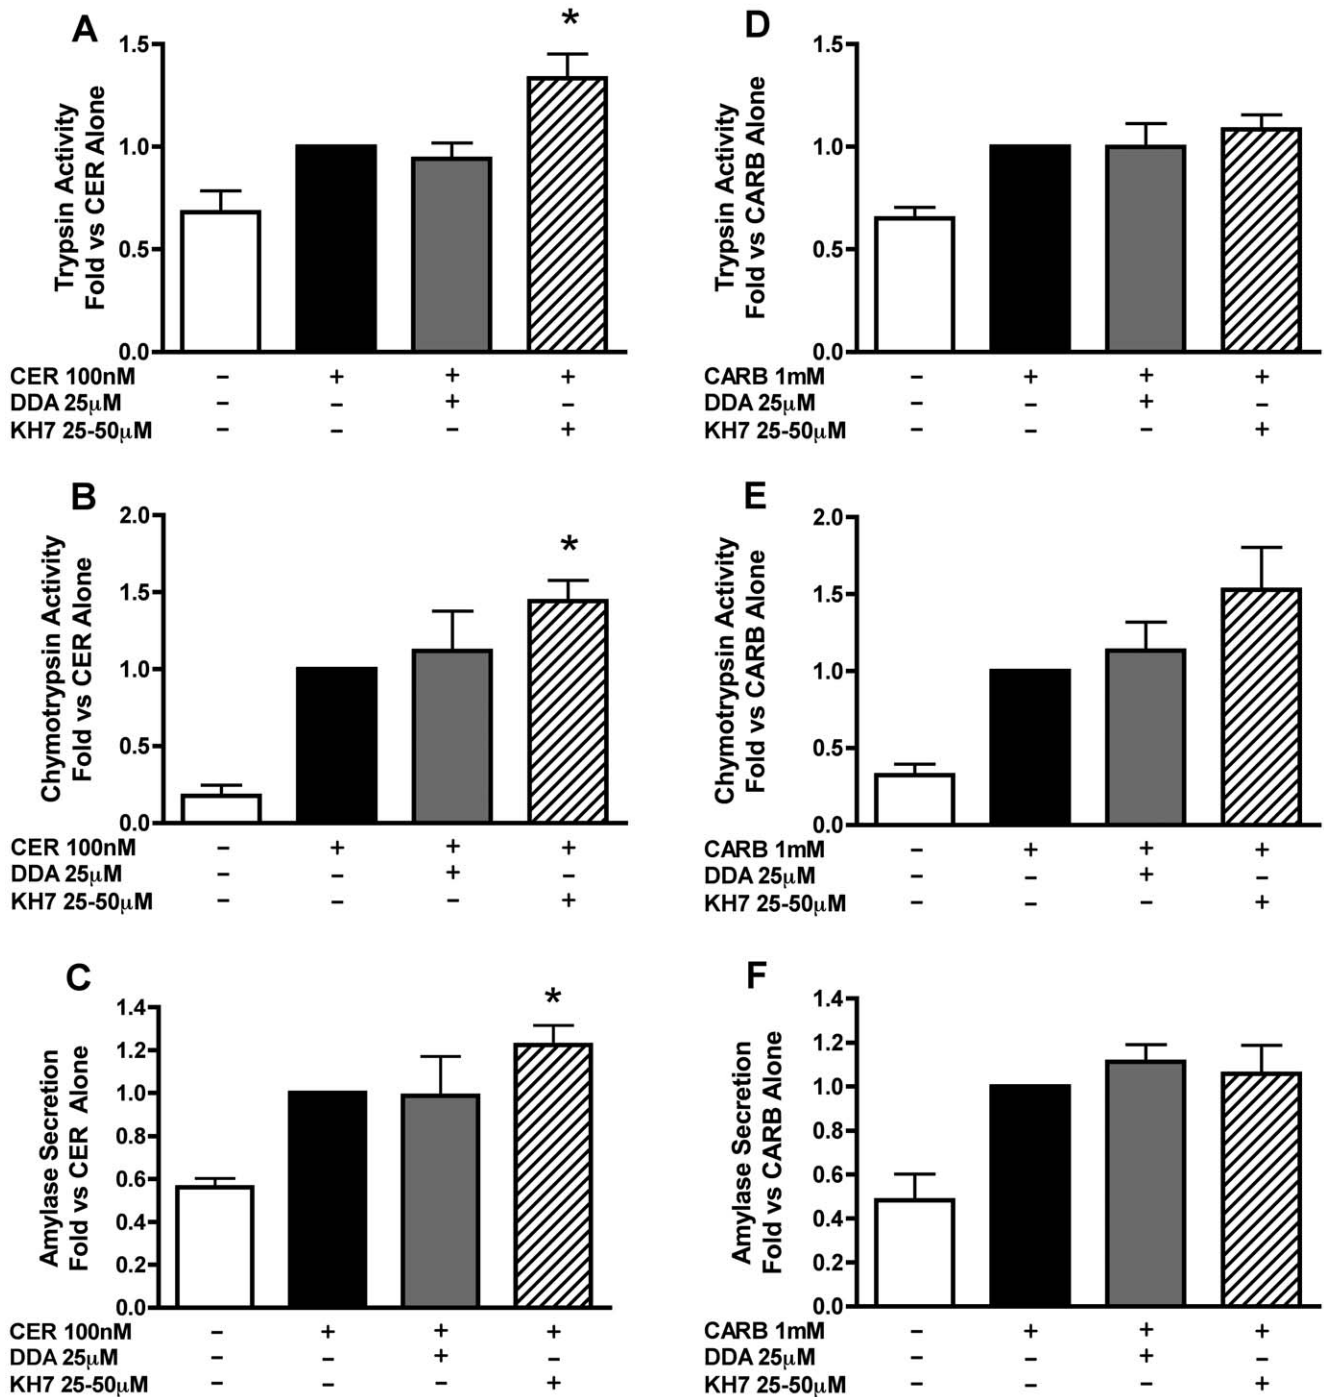 A
*
Trypsin Activity
Fold vs CER Alone
1.5
1.0
0.5
0.0
CER 100nM - + + +
DDA 25μM - - + -
KH7 25-50μM - - - +
D
Trypsin Activity
Fold vs CARB Alone
1.5
1.0
0.5
0.0
CARB 1mM - + + +
DDA 25μM - - + -
KH7 25-50μM - - - +
B
*
Chymotrypsin Activity
Fold vs CER Alone
2.0
1.5
1.0
0.5
0.0
CER 100nM - + + +
DDA 25μM - - + -
KH7 25-50μM - - - +
E
Chymotrypsin Activity
Fold vs CARB Alone
2.0
1.5
1.0
0.5
0.0
CARB 1mM - + + +
DDA 25μM - - + -
KH7 25-50μM - - - +
C
*
Amylase Secretion
Fold vs CER Alone
1.4
1.2
1.0
0.8
0.6
0.4
0.2
0.0
CER 100nM - + + +
DDA 25μM - - + -
KH7 25-50μM - - - +
F
Amylase Secretion
Fold vs CARB Alone
1.4
1.2
1.0
0.8
0.6
0.4
0.2
0.0
CARB 1mM - + + +
DDA 25μM - - + -
KH7 25-50μM - - - +